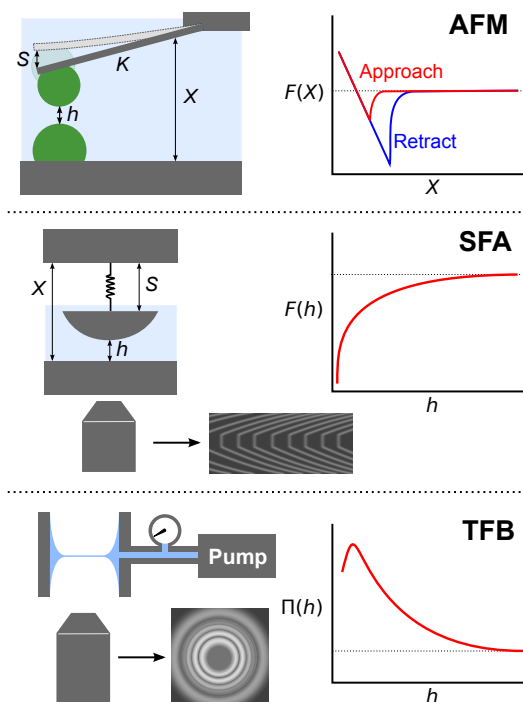 AFM
S
K
X
h
F(X)
Approach
Retract
X
SFA
X
S
h
F(h)
h
TFB
Pump
Π(h)
h